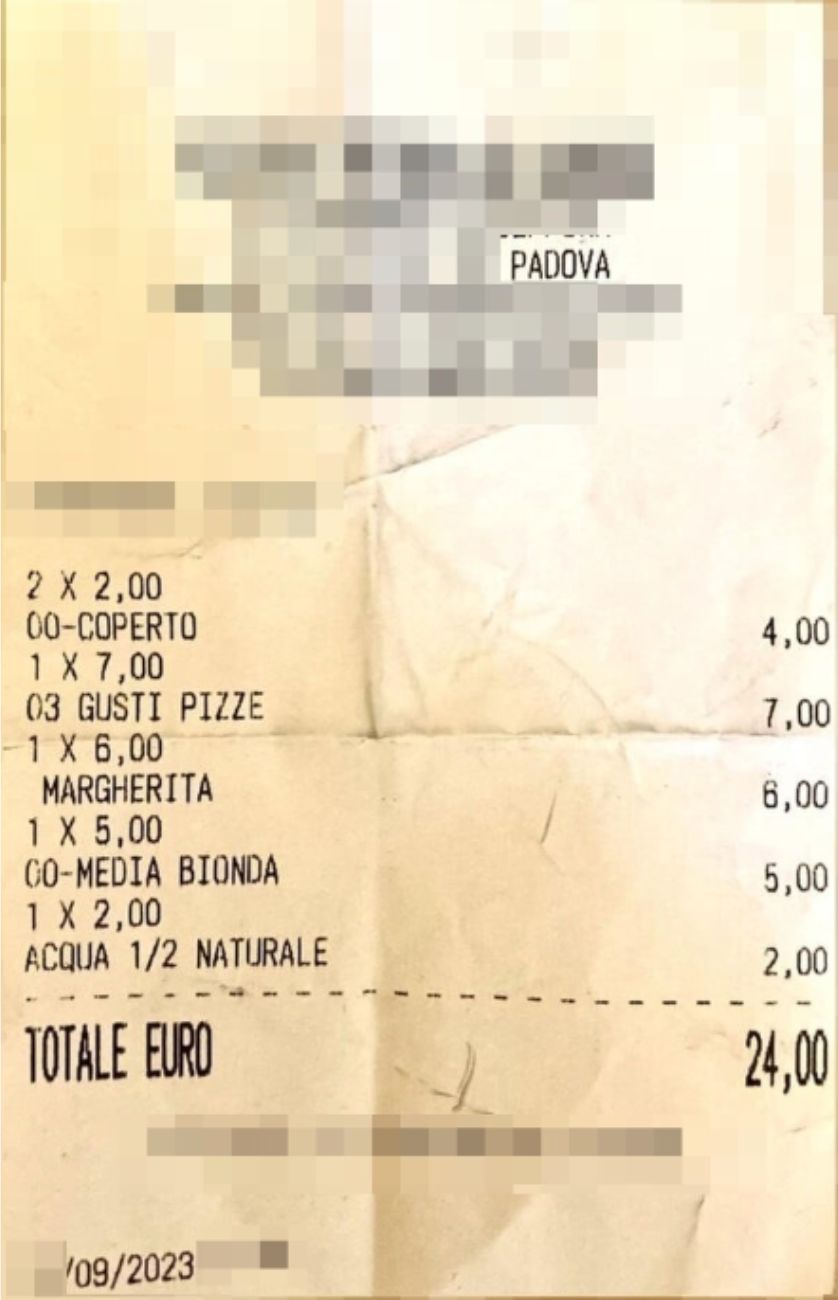 PADOVA
2 X 2,00
00-COPERTO 4,00
1 X 7,00
03 GUSTI PIZZE 7,00
1 X 6,00
MARGHERITA 6,00
1 X 5,00
00-MEDIA BIONDA 5,00
1 X 2,00
ACQUA 1/2 NATURALE 2,00
TOTALE EURO 24,00
/09/2023